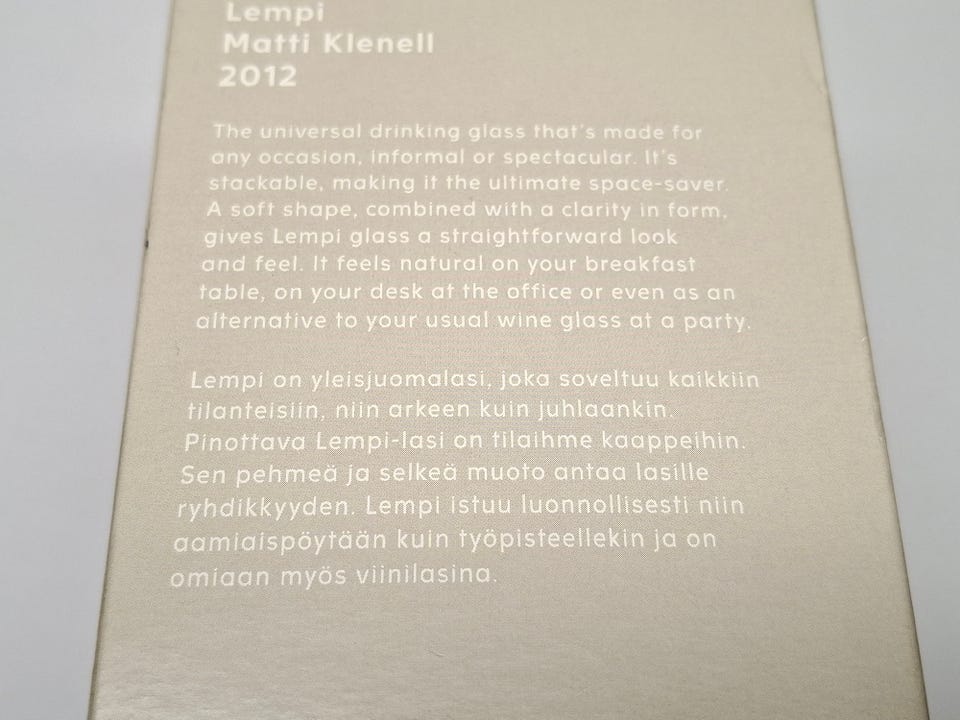 Lempi
Matti Klenell
2012
The universal drinking glass that's made for
any occasion, informal or spectacular. It's
stackable, making it the ultimate space-saver.
A soft shape, combined with a clarity in form,
gives Lempi glass a straightforward look
and feel. It feels natural on your breakfast
table, on your desk at the office or even as an
alternative to your usual wine glass at a party.
Lempi on yleisjuomalasi, joka soveltuu kaikkiin
tilanteisiin, niin arkeen kuin juhlaankin.
Pinottava Lempi-lasi on tilaihme kaappeihin.
Sen pehmeä ja selkeä muoto antaa lasille
ryhdikkyyden. Lempi istuu luonnollisesti niin
aamiaispöytään kuin työpisteellekin ja on
omiaan myös viinilasina.